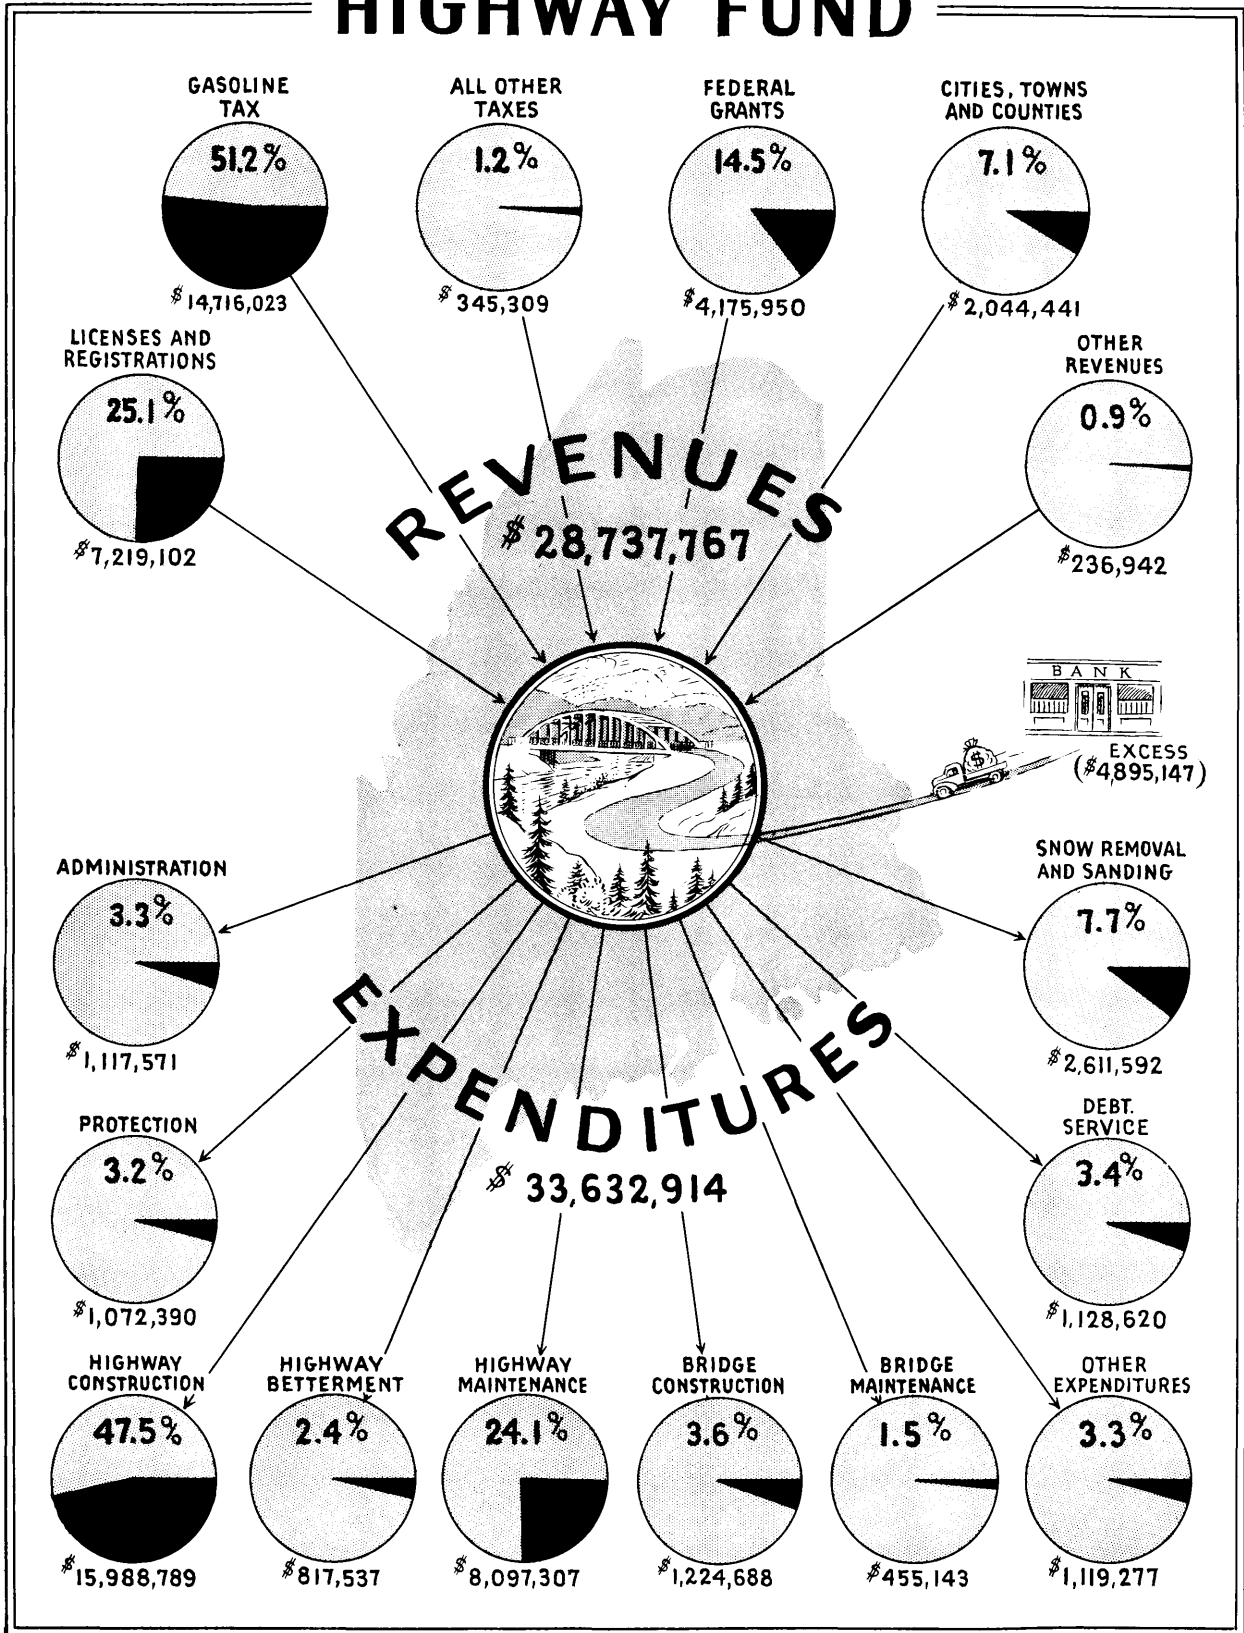 HIGHWAY FUND
GASOLINE
TAX
51.2%
$14,716,023
ALL OTHER
TAXES
1.2%
$345,309
FEDERAL
GRANTS
14.5%
$4,175,950
CITIES, TOWNS
AND COUNTIES
7.1%
$2,044,441
LICENSES AND
REGISTRATIONS
25.1%
$7,219,102
OTHER
REVENUES
0.9%
$236,942
REVENUES
$28,737,767
BANK
$
EXCESS
($4,895,147)
ADMINISTRATION
3.3%
$1,117,571
SNOW REMOVAL
AND SANDING
7.7%
$2,611,592
PROTECTION
3.2%
$1,072,390
DEBT.
SERVICE
3.4%
$1,128,620
EXPENDITURES
$33,632,914
HIGHWAY
CONSTRUCTION
47.5%
$15,988,789
HIGHWAY
BETTERMENT
2.4%
$817,537
HIGHWAY
MAINTENANCE
24.1%
$8,097,307
BRIDGE
CONSTRUCTION
3.6%
$1,224,688
BRIDGE
MAINTENANCE
1.5%
$455,143
OTHER
EXPENDITURES
3.3%
$1,119,277